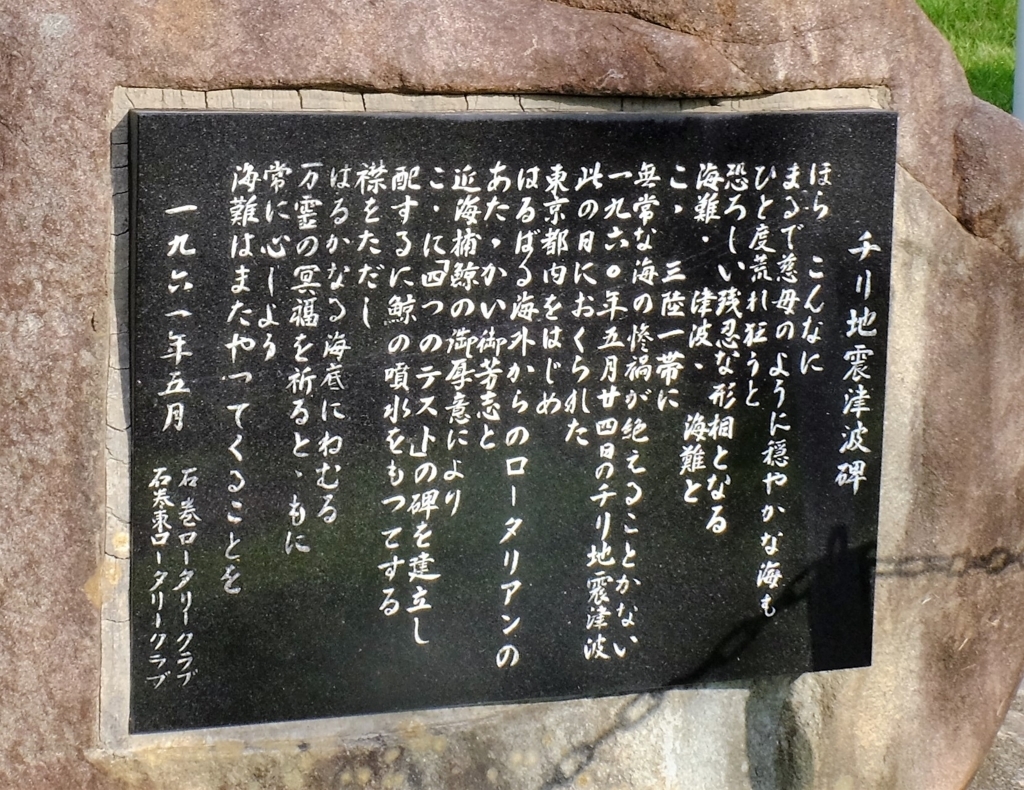 チリ地震津波碑
ほら こんなに
まるで慈母のように穏やかな海も
ひと度荒れ狂うと
恐ろしい残忍な形相となる
海難・津波・海難と
こゝ三陸一帯に
無常な海の惨禍が絶えることがない
一九六〇年五月廿四日のチリ地震津波
此の日におくられた
東京都内をはじめ
はるばる海外からのロータリアンの
あたゝかい御芳志と
近海捕鯨の御厚意により
こゝに「四つのテスト」の碑を建立し
配するに鯨の噴水をもつてする
襟をただし
はるかなる海底にねむる
万霊の冥福を祈るとゝもに
常に心しよう
海難はまたやってくることを
一九六一年五月
石巻ロータリークラブ
石巻東ロータリークラブ